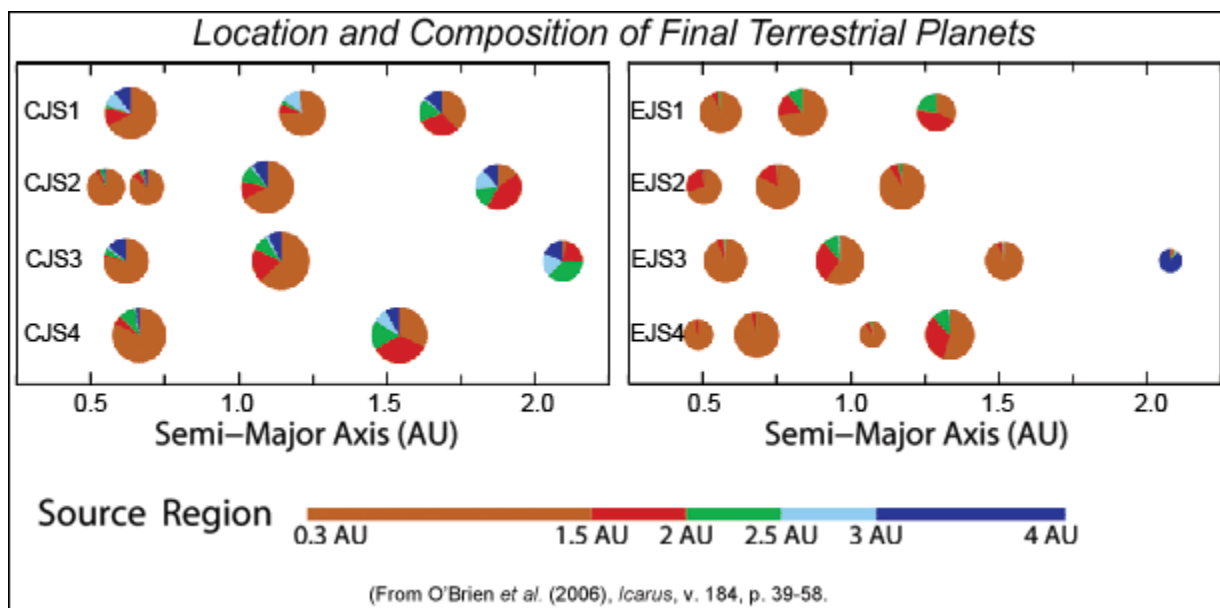 Location and Composition of Final Terrestrial Planets
CJS1
CJS2
CJS3
CJS4
0.5 1.0 1.5 2.0
Semi-Major Axis (AU)
EJS1
EJS2
EJS3
EJS4
0.5 1.0 1.5 2.0
Semi-Major Axis (AU)
Source Region
0.3 AU 1.5 AU 2 AU 2.5 AU 3 AU 4 AU
(From O'Brien et al. (2006), Icarus, v. 184, p. 39-58.